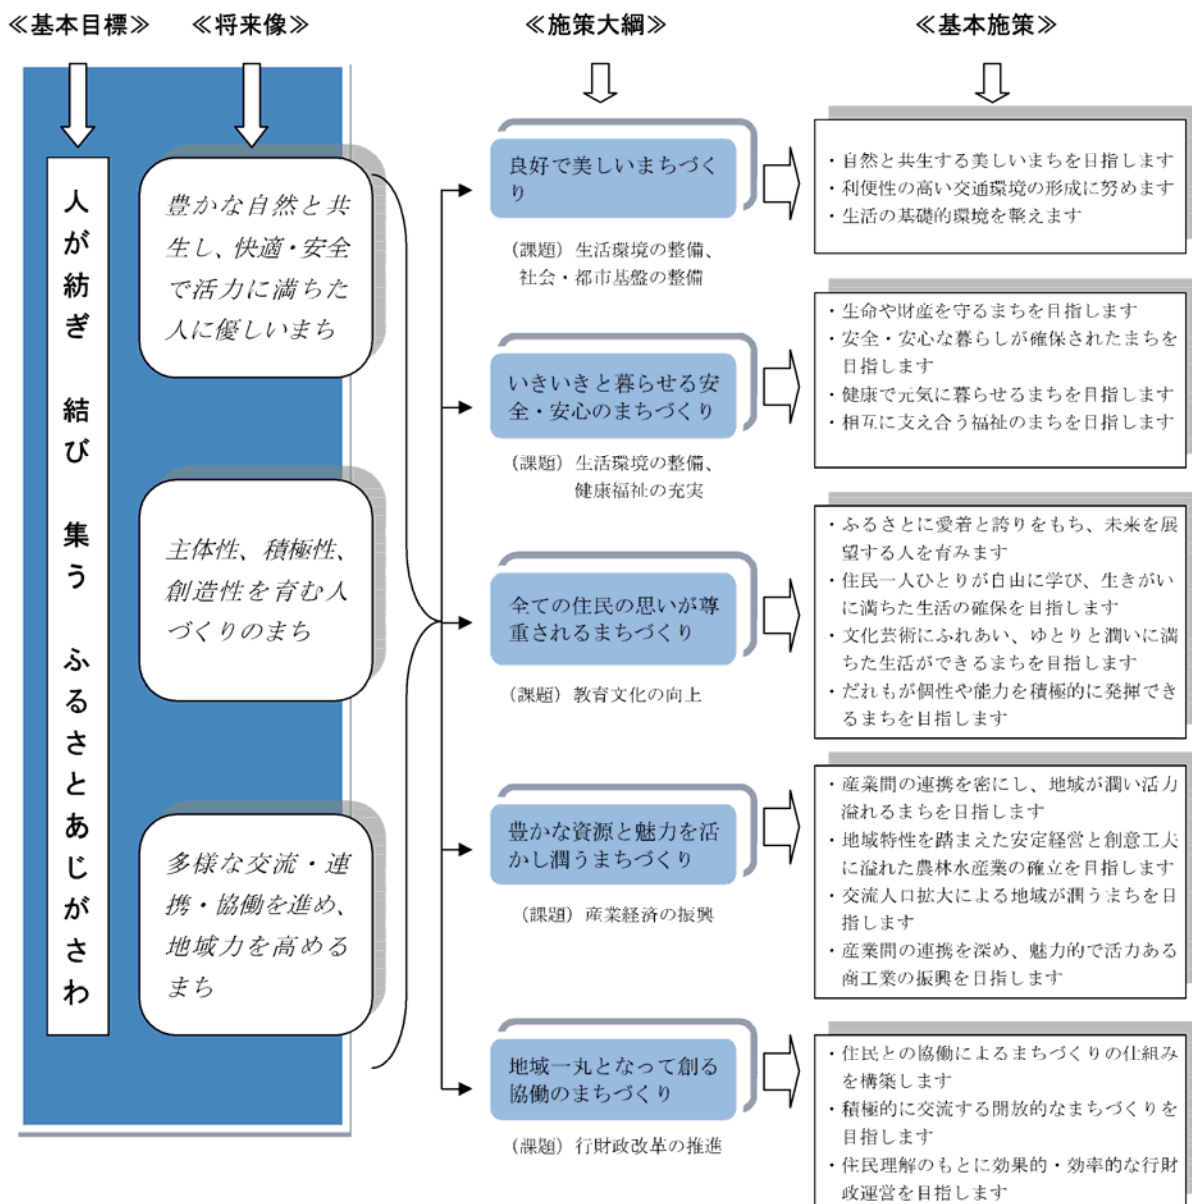 ≪基本目標≫
≪将来像≫
≪施策大綱≫
≪基本施策≫
人が紡ぎ 結び 集う ふるさとあじがさわ
豊かな自然と共
生し、快適・安全
で活力に満ちた
人に優しいまち
主体性、積極性、
創造性を育む人
づくりのまち
多様な交流・連
携・協働を進め、
地域力を高める
まち
良好で美しいまちづく
り
（課題）生活環境の整備、
社会・都市基盤の整備
・自然と共生する美しいまちを目指します
・利便性の高い交通環境の形成に努めます
・生活の基礎的環境を整えます
いきいきと暮らせる安
全・安心のまちづくり
（課題）生活環境の整備、
健康福祉の充実
・生命や財産を守るまちを目指します
・安全・安心な暮らしが確保されたまちを
目指します
・健康で元気に暮らせるまちを目指します
・相互に支え合う福祉のまちを目指します
全ての住民の思いが尊
重されるまちづくり
（課題）教育文化の向上
・ふるさとに愛着と誇りをもち、未来を展
望する人を育みます
・住民一人ひとりが自由に学び、生きがい
に満ちた生活の確保を目指します
・文化芸術にふれあい、ゆとりと潤いに満
ちた生活ができるまちを目指します
・だれもが個性や能力を積極的に発揮でき
るまちを目指します
豊かな資源と魅力を活
かし潤うまちづくり
（課題）産業経済の振興
・産業間の連携を密にし、地域が潤い活力
溢れるまちを目指します
・地域特性を踏まえた安定経営と創意工夫
に溢れた農林水産業の確立を目指します
・交流人口拡大による地域が潤うまちを目
指します
・産業間の連携を深め、魅力的で活力ある
商工業の振興を目指します
地域一丸となって創る
協働のまちづくり
（課題）行財政改革の推進
・住民との協働によるまちづくりの仕組み
を構築します
・積極的に交流する開放的なまちづくりを
目指します
・住民理解のもとに効果的・効率的な行財
政運営を目指します